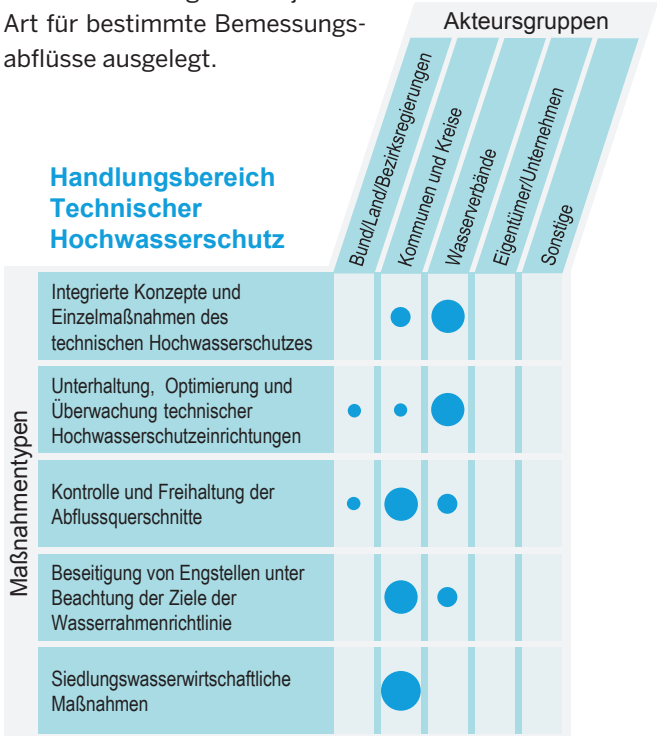 Art für bestimmte Bemessungs-
abflüsse ausgelegt.
Akteursgruppen
Handlungsbereich
Technischer
Hochwasserschutz
Bund/Land/Bezirksregierungen
Kommunen und Kreise
Wasserverbände
Eigentümer/Unternehmen
Sonstige
Maßnahmentypen
Integrierte Konzepte und
Einzelmaßnahmen des
technischen Hochwasserschutzes
Unterhaltung, Optimierung und
Überwachung technischer
Hochwasserschutzeinrichtungen
Kontrolle und Freihaltung der
Abflussquerschnitte
Beseitigung von Engstellen unter
Beachtung der Ziele der
Wasserrahmenrichtlinie
Siedlungswasserwirtschaftliche
Maßnahmen